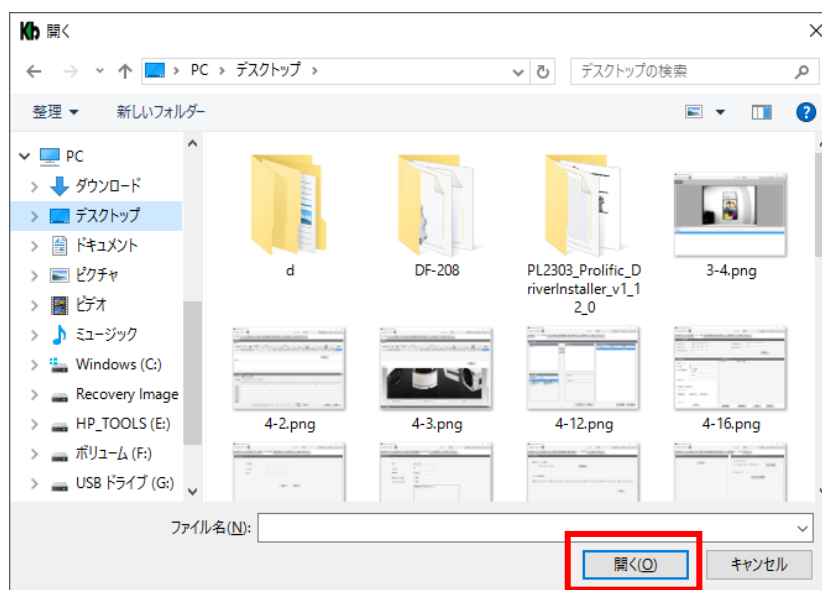 Kb 開く
PC › デスクトップ ›
デスクトップの検索
整理
新しいフォルダー
PC
ダウンロード
デスクトップ
ドキュメント
ピクチャ
ビデオ
ミュージック
Windows (C:)
Recovery Image
HP_TOOLS (E:)
ボリューム (F:)
USB ドライブ (G:)
d
DF-208
PL2303_Prolific_D
riverInstaller_v1_1
2_0
3-4.png
4-2.png
4-3.png
4-12.png
4-16.png
ファイル名(N):
開く(O)
キャンセル